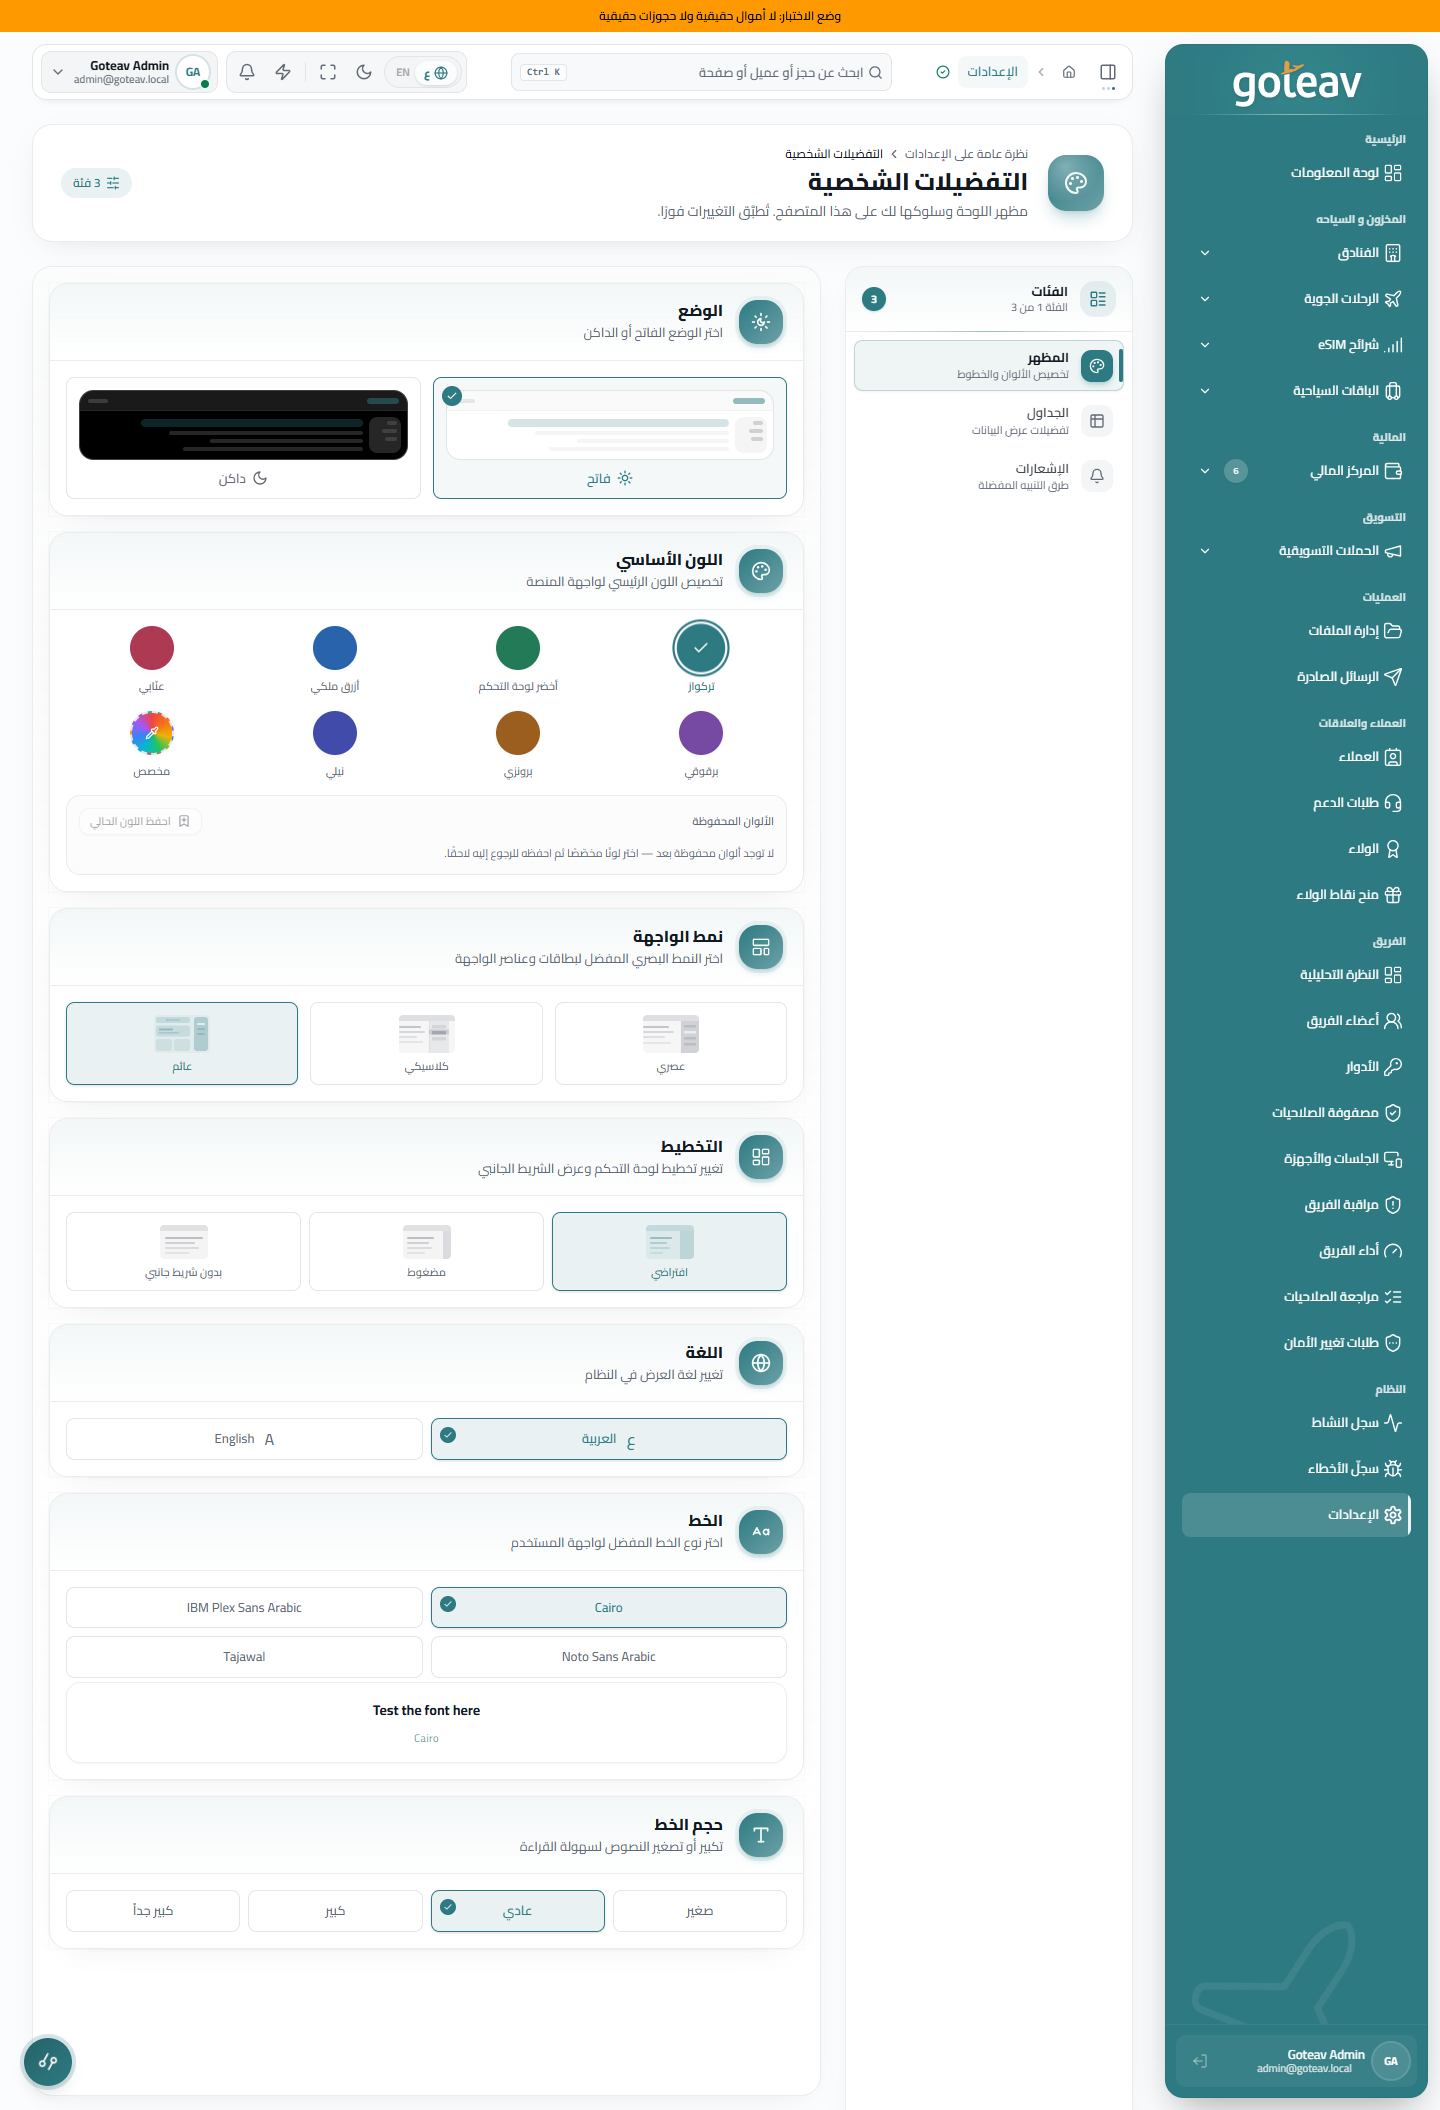 وضع الاختبار: لا أموال حقيقية ولا حجوزات حقيقية
goteav
الرئيسية
لوحة المعلومات
المخزون و السياحه
الفنادق
الرحلات الجوية
شرائح eSIM
الباقات السياحية
المالية
المركز المالي
6
التسويق
الحملات التسويقية
العمليات
إدارة الملفات
الرسائل الصادرة
العملاء والعلاقات
العملاء
طلبات الدعم
الولاء
منح نقاط الولاء
الفريق
النظرة التحليلية
أعضاء الفريق
الأدوار
مصفوفة الصلاحيات
الجلسات والأجهزة
مراقبة الفريق
أداء الفريق
مراجعة الصلاحيات
طلبات تغيير الأمان
النظام
سجل النشاط
سجلّ الأخطاء
الإعدادات
GA
Goteav Admin
admin@goteav.local
الإعدادات
ابحث عن حجز أو عميل أو صفحة
Ctrl K
ع
EN
GA
Goteav Admin
admin@goteav.local
نظرة عامة على الإعدادات
التفضيلات الشخصية
التفضيلات الشخصية
مظهر اللوحة وسلوكها لك على هذا المتصفح. تُطبَّق التغييرات فورًا.
3 فئة
الفئات
الفئة 1 من 3
3
المظهر
تخصيص الألوان والخطوط
الجداول
تفضيلات عرض البيانات
الإشعارات
طرق التنبيه المفضلة
الوضع
اختر الوضع الفاتح أو الداكن
فاتح
داكن
اللون الأساسي
تخصيص اللون الرئيسي لواجهة المنصة
تركواز
أخضر لوحة التحكم
أزرق ملكي
عنّابي
برقوقي
برونزي
نيلي
مخصص
الألوان المحفوظة
احفظ اللون الحالي
لا توجد ألوان محفوظة بعد — اختر لونًا مخصّصًا ثم احفظه للرجوع إليه لاحقًا.
نمط الواجهة
اختر النمط البصري المفضل لبطاقات وعناصر الواجهة
عصري
كلاسيكي
عائم
التخطيط
تغيير تخطيط لوحة التحكم وعرض الشريط الجانبي
افتراضي
مضغوط
بدون شريط جانبي
اللغة
تغيير لغة العرض في النظام
ع العربية
A English
Aa
الخط
اختر نوع الخط المفضل لواجهة المستخدم
Cairo
IBM Plex Sans Arabic
Noto Sans Arabic
Tajawal
Test the font here
Cairo
حجم الخط
تكبير أو تصغير النصوص لسهولة القراءة
صغير
عادي
كبير
كبير جداً